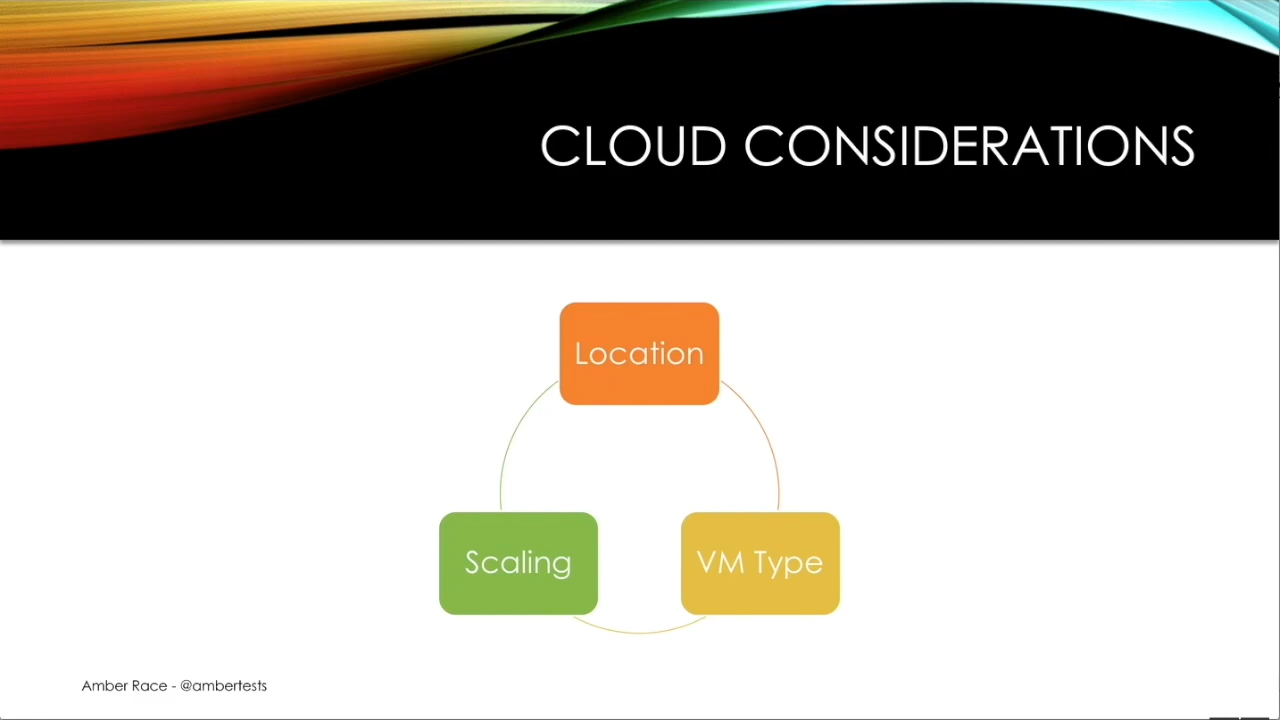 CLOUD CONSIDERATIONS
Location
Scaling
VM Type
Amber Race - @ambertests